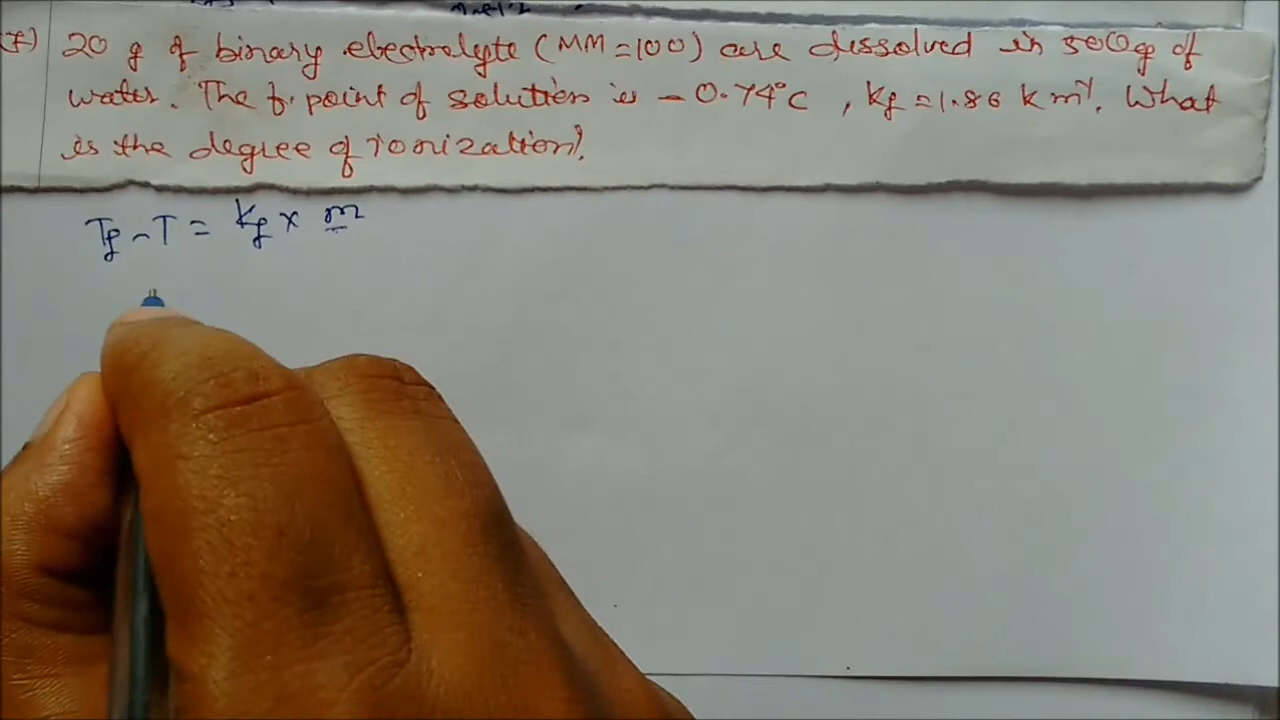 7) 20 g of binary electrolyte (MM=100) are dissolved in 500g of
water. The f. point of solution is -0.74°C, Kf =1.86 K m⁻¹. What
is the degree of ionization?
Tf - T = Kf × m